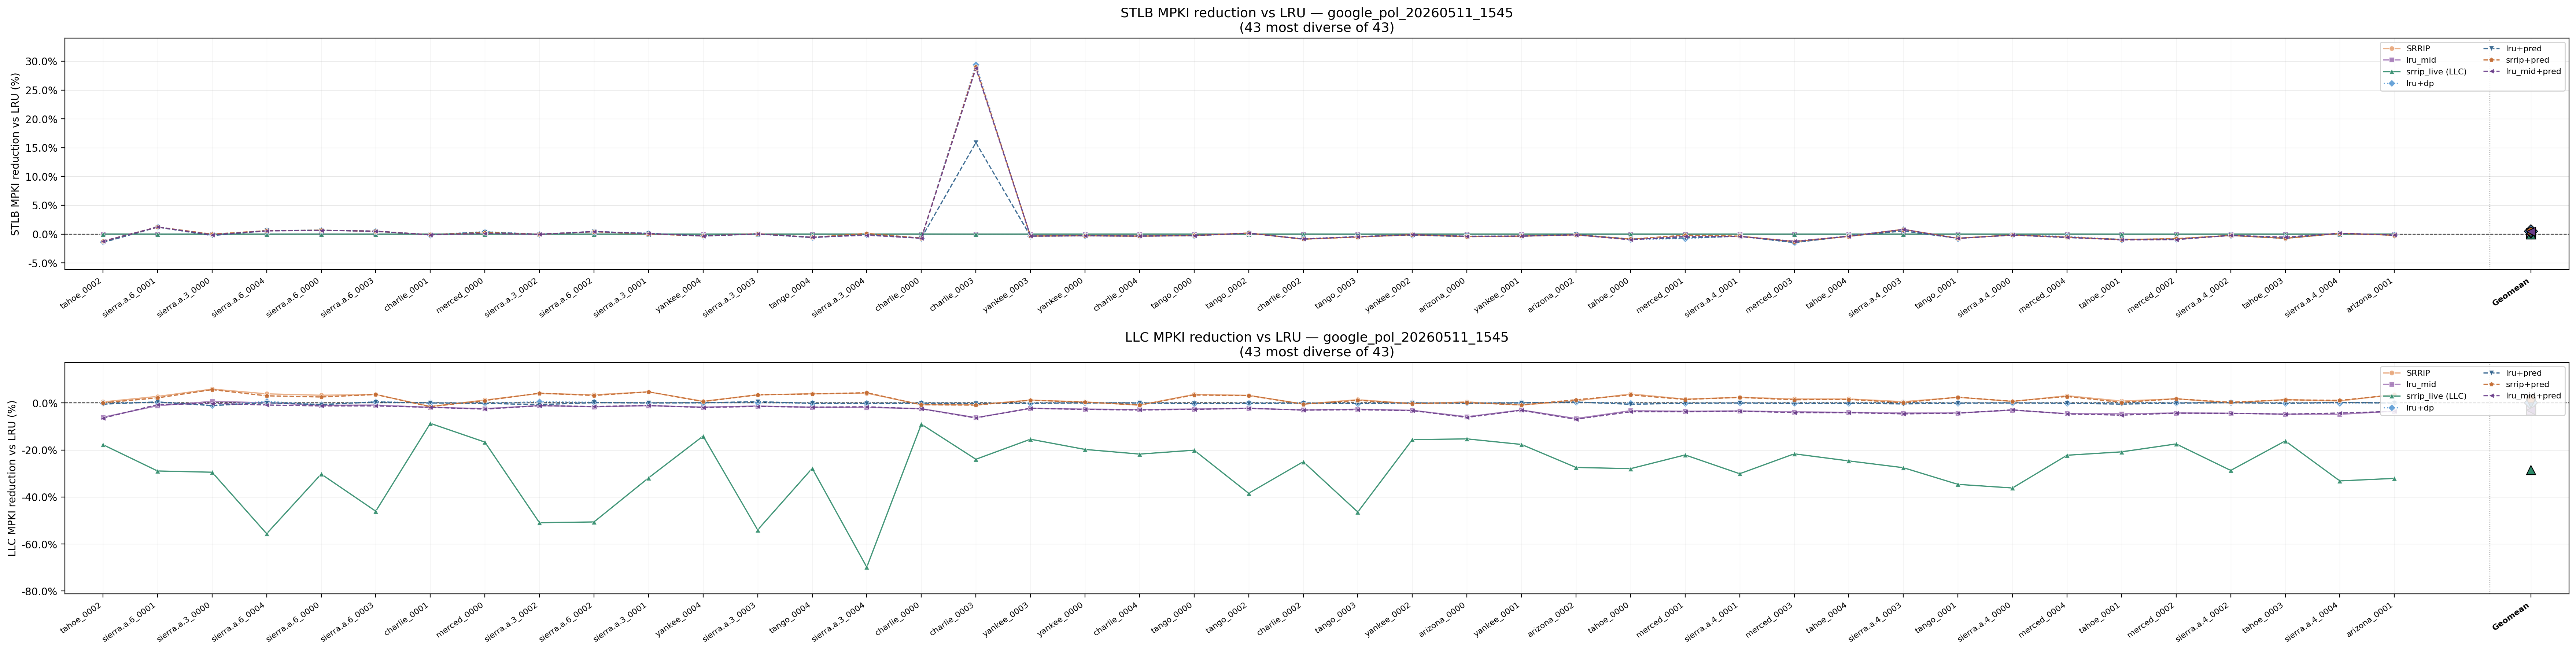 STLB MPKI reduction vs LRU — google_pol_20260511_1545
(43 most diverse of 43)
STLB MPKI reduction vs LRU (%)
30.0%
25.0%
20.0%
15.0%
10.0%
5.0%
0.0%
-5.0%
SRRIP
lru_mid
srrip_live (LLC)
lru+dp
lru+pred
srrip+pred
lru_mid+pred
tahoe_0002
sierra.a.6_0001
sierra.a.3_0000
sierra.a.6_0004
sierra.a.6_0000
sierra.a.6_0003
charlie_0001
merced_0000
sierra.a.3_0002
sierra.a.6_0002
sierra.a.3_0001
yankee_0004
sierra.a.3_0003
tango_0004
sierra.a.3_0004
charlie_0000
charlie_0003
yankee_0003
yankee_0000
charlie_0004
tango_0000
tango_0002
charlie_0002
tango_0003
yankee_0002
arizona_0000
yankee_0001
arizona_0002
tahoe_0000
merced_0001
sierra.a.4_0001
merced_0003
tahoe_0004
sierra.a.4_0003
tango_0001
sierra.a.4_0000
merced_0004
tahoe_0001
merced_0002
sierra.a.4_0002
tahoe_0003
sierra.a.4_0004
arizona_0001
Geomean
LLC MPKI reduction vs LRU — google_pol_20260511_1545
(43 most diverse of 43)
LLC MPKI reduction vs LRU (%)
0.0%
-20.0%
-40.0%
-60.0%
-80.0%
SRRIP
lru_mid
srrip_live (LLC)
lru+dp
lru+pred
srrip+pred
lru_mid+pred
tahoe_0002
sierra.a.6_0001
sierra.a.3_0000
sierra.a.6_0004
sierra.a.6_0000
sierra.a.6_0003
charlie_0001
merced_0000
sierra.a.3_0002
sierra.a.6_0002
sierra.a.3_0001
yankee_0004
sierra.a.3_0003
tango_0004
sierra.a.3_0004
charlie_0000
charlie_0003
yankee_0003
yankee_0000
charlie_0004
tango_0000
tango_0002
charlie_0002
tango_0003
yankee_0002
arizona_0000
yankee_0001
arizona_0002
tahoe_0000
merced_0001
sierra.a.4_0001
merced_0003
tahoe_0004
sierra.a.4_0003
tango_0001
sierra.a.4_0000
merced_0004
tahoe_0001
merced_0002
sierra.a.4_0002
tahoe_0003
sierra.a.4_0004
arizona_0001
Geomean